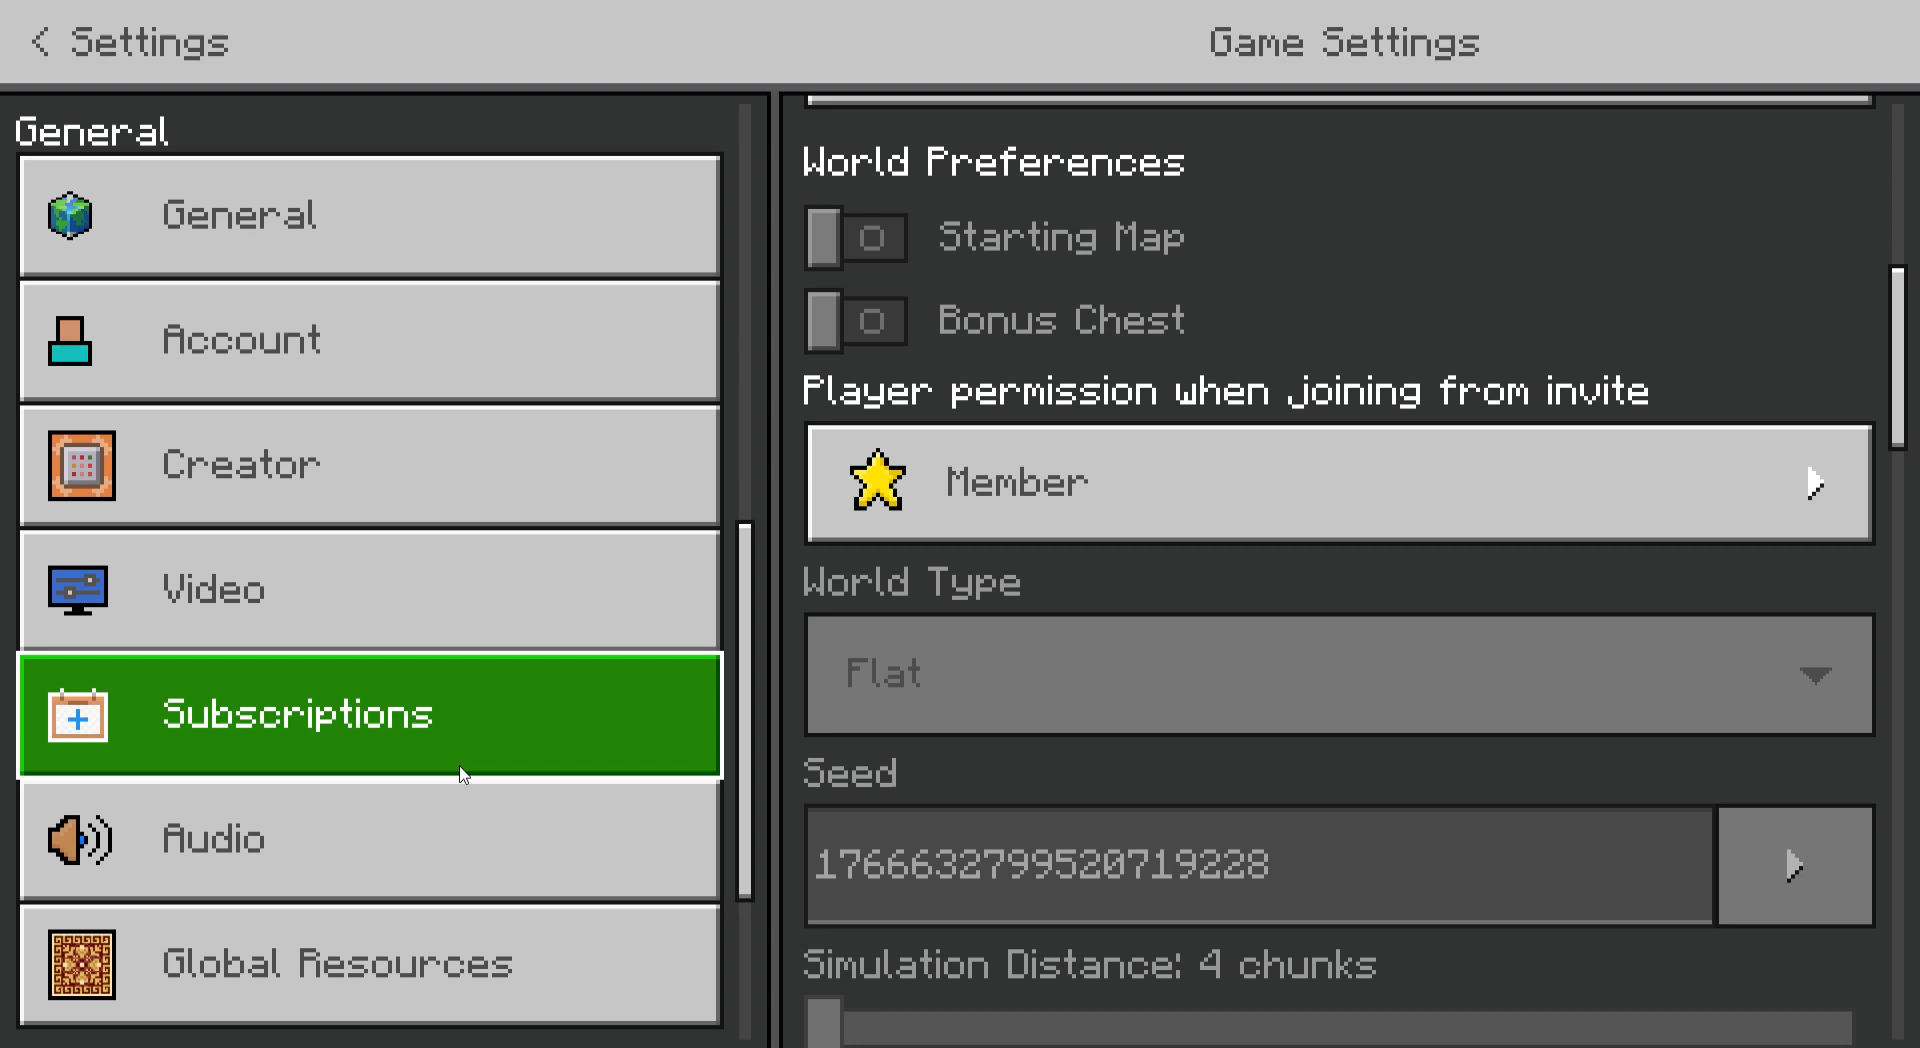 Settings
Game Settings
General
General
Account
Creator
Video
Subscriptions
Audio
Global Resources
World Preferences
Starting Map
Bonus Chest
Player permission when joining from invite
Member
World Type
Flat
Seed
1766632799520719228
Simulation Distance: 4 chunks